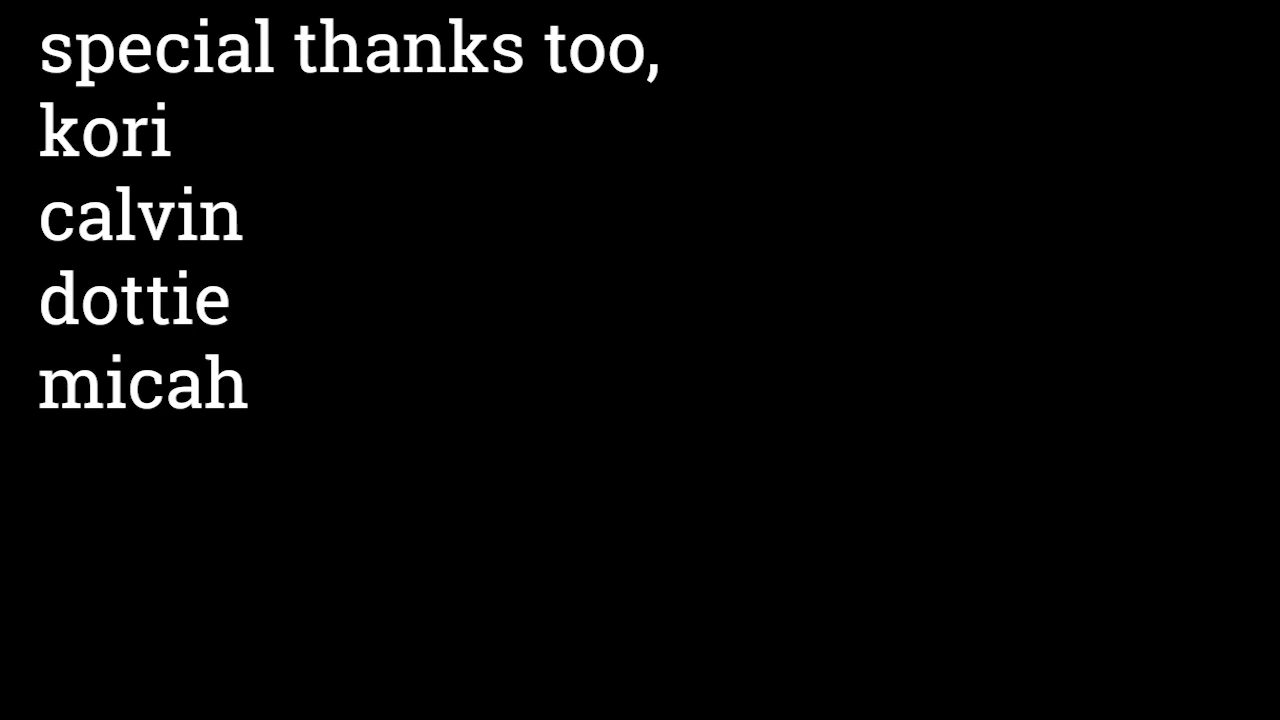 special thanks too,
kori
calvin
dottie
micah